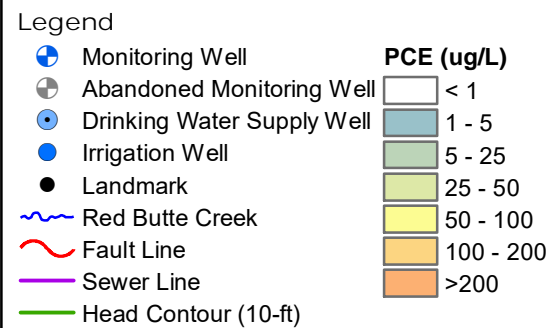 Legend
Monitoring Well
Abandoned Monitoring Well
Drinking Water Supply Well
Irrigation Well
Landmark
Red Butte Creek
Fault Line
Sewer Line
Head Contour (10-ft)
PCE (ug/L)
< 1
1 - 5
5 - 25
25 - 50
50 - 100
100 - 200
>200